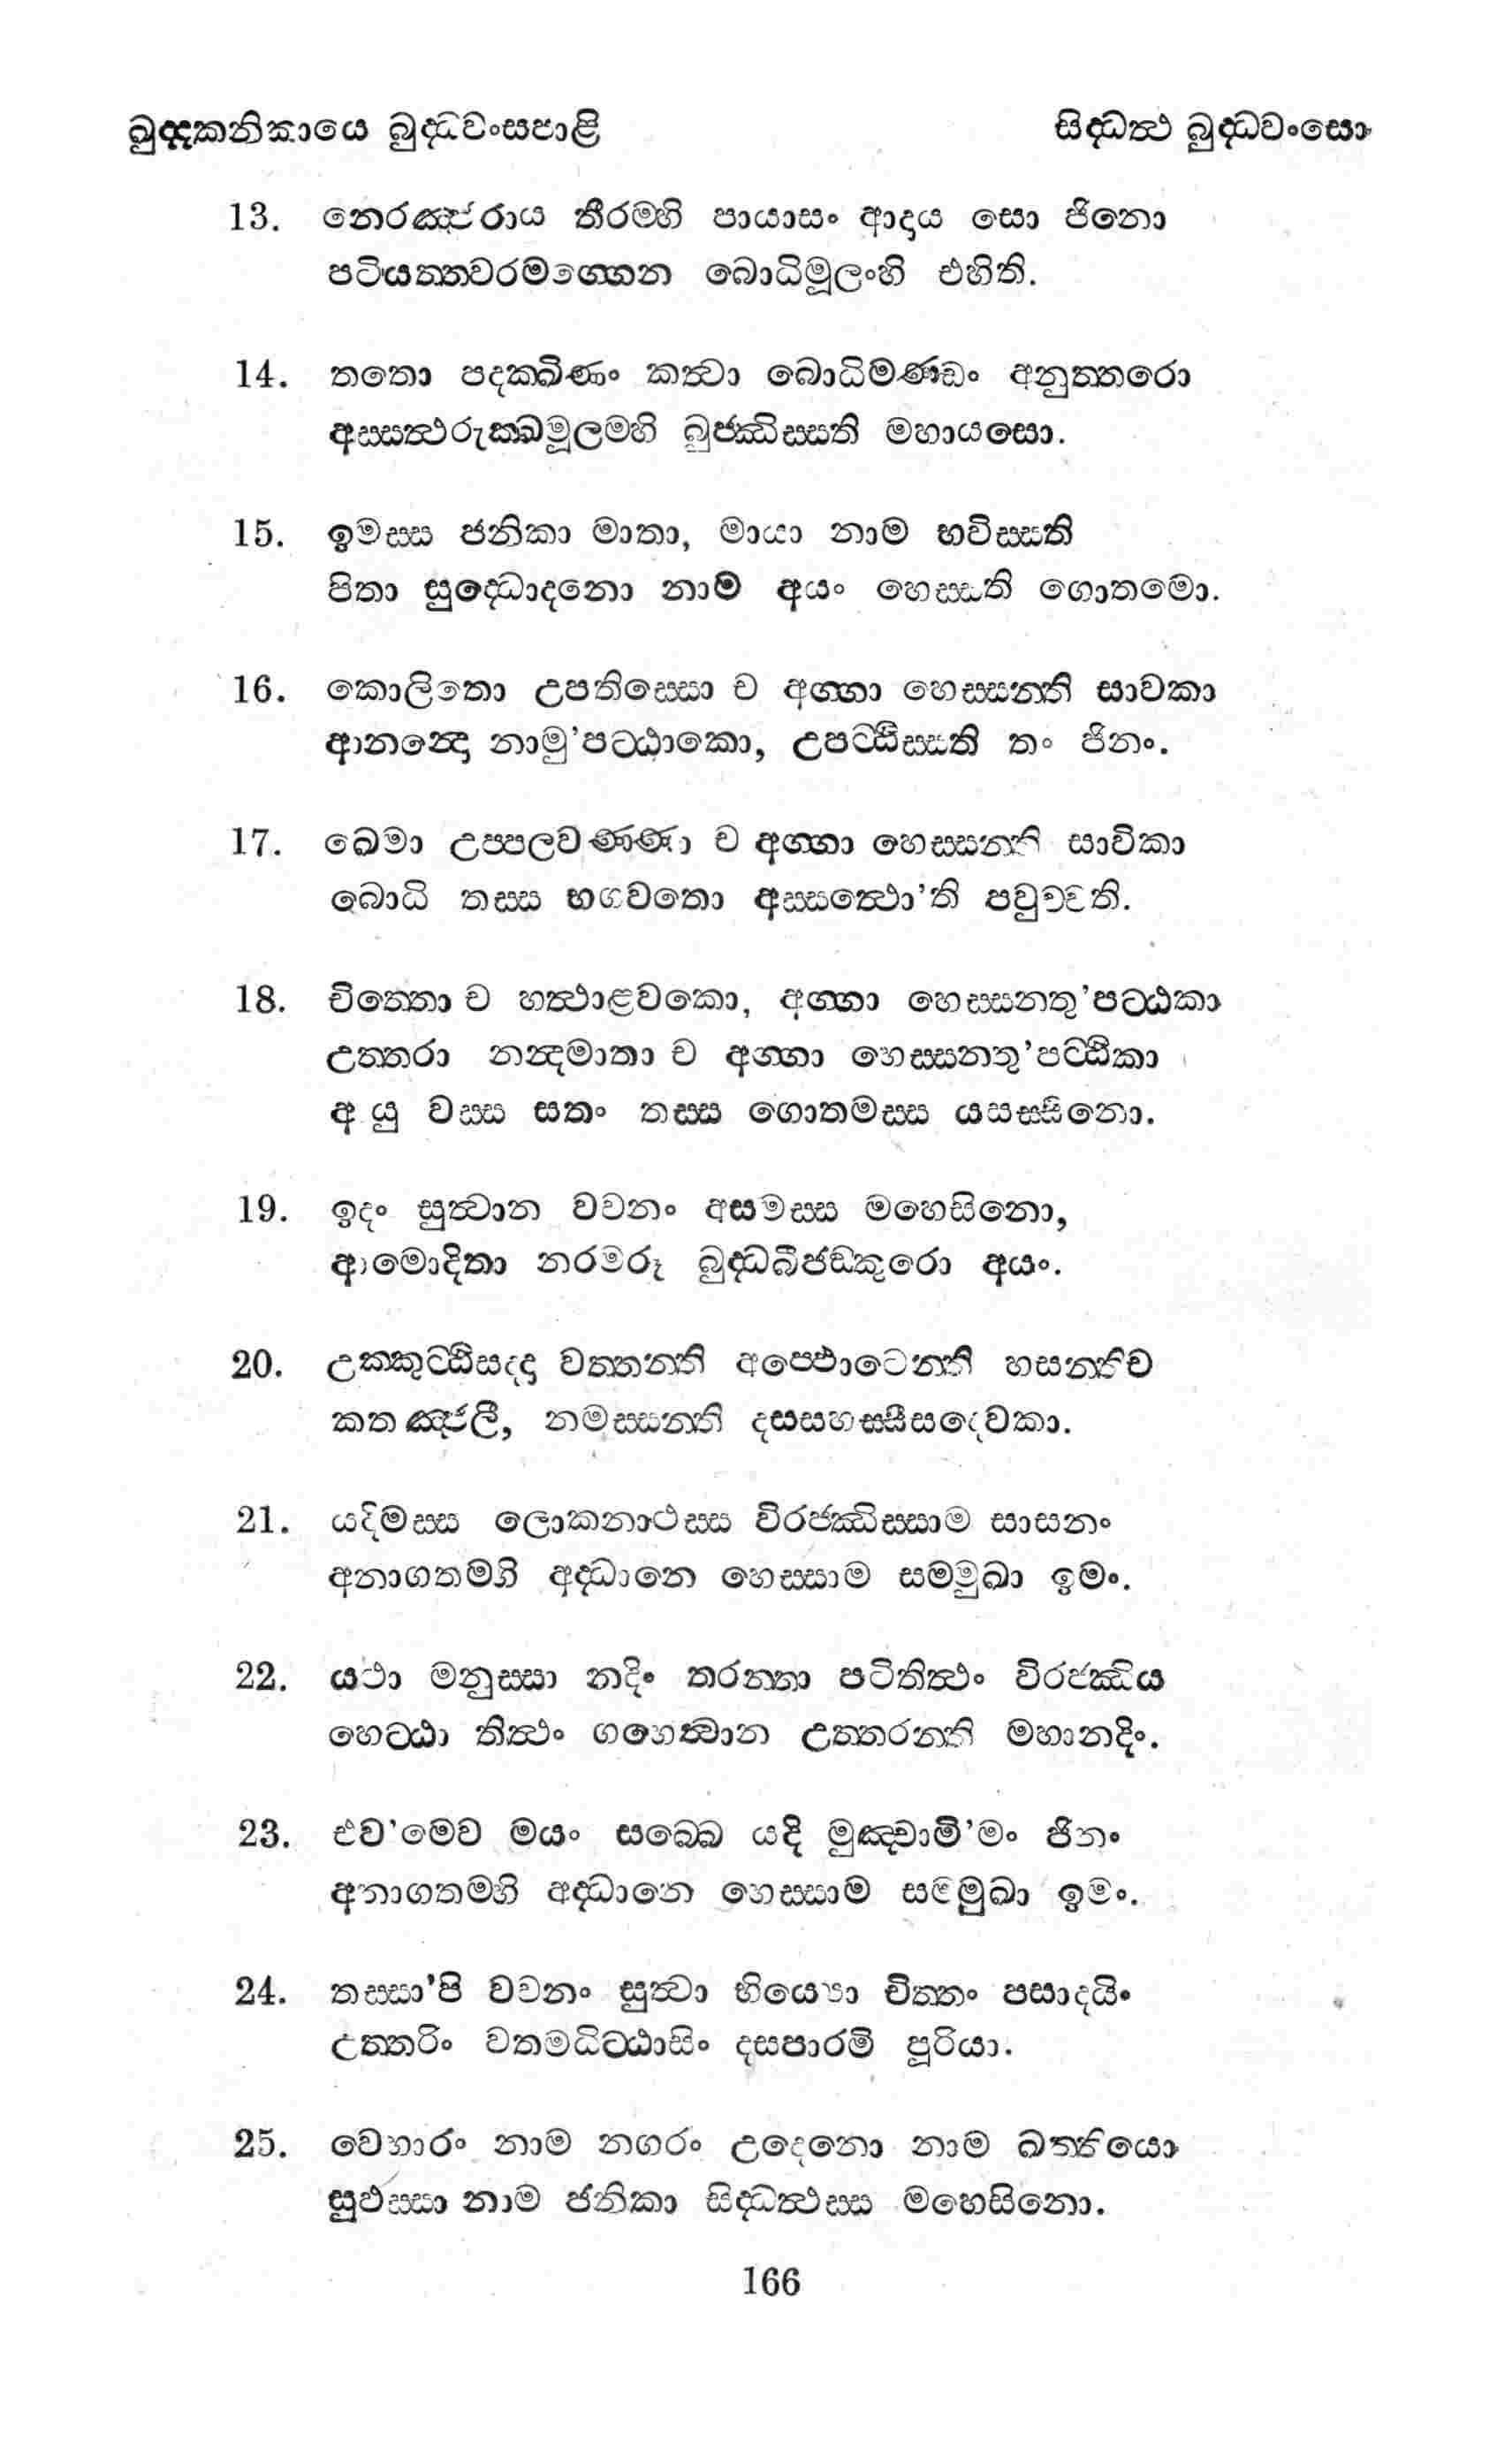 ඛුද්දකනිකායෙ බුද්ධවංසපාළි සිද්ධත්ථ බුද්ධවංසො
13. නෙරඤ්ජරාය තීරම්හි පායාසං ආදාය සො ජිනො
පටියත්තවරමග්ගෙන බොධිමූලංහි එහිති.
14. තතො පදක්ඛිණං කත්වා බොධිමණ්ඩං අනුත්තරො
අස්සත්ථරුක්ඛමූලම්හි බුජ්ඣිස්සති මහායසො.
15. ඉමස්ස ජනිකා මාතා, මායා නාම භවිස්සති
පිතා සුද්ධොදනො නාම අයං හෙස්සති ගොතමො.
16. කොලිතො උපතිස්සො ච අග්ගා හෙස්සන්ති සාවකා
ආනන්දො නාමු'පට්ඨාකො, උපට්ඨිස්සති තං ජිනං.
17. ඛෙමා උප්පලවණ්ණා ච අග්ගා හෙස්සන්ති සාවිකා
බොධි තස්ස භගවතො අස්සත්ථො'ති පවුච්චති.
18. චිත්තො ච හත්ථාළවකො, අග්ගා හෙස්සන්තු'පට්ඨකා
උත්තරා නන්දමාතා ච අග්ගා හෙස්සන්තු'පට්ඨිකා
අ යු වස්ස සතං තස්ස ගොතමස්ස යසස්සිනො.
19. ඉදං සුත්වාන වචනං අසමස්ස මහෙසිනො,
ආමොදිතා නරමරූ බුද්ධබීජඞ්කුරො අයං.
20. උක්කුට්ඨිසද්දා වත්තන්ති අප්ඵොටෙන්ති හසන්තිච
කතඤ්ජලී, නමස්සන්ති දසසහස්සීසදෙවකා.
21. යදිමස්ස ලොකනාථස්ස විරජ්ඣිස්සාම සාසනං
අනාගතම්හි අද්ධානෙ හෙස්සාම සම්මුඛා ඉමං.
22. යථා මනුස්සා නදිං තරන්තා පටිතිත්ථං විරජ්ඣිය
හෙට්ඨා තිත්ථං ගහෙත්වාන උත්තරන්ති මහානදිං.
23. එව'මෙව මයං සබ්බෙ යදි මුඤ්චාමි'මං ජිනං
අනාගතම්හි අද්ධානෙ හෙස්සාම සම්මුඛා ඉමං.
24. තස්සා'පි වචනං සුත්වා භිය්‍යො චිත්තං පසාදයිං
උත්තරිං වතමධිට්ඨාසිං දසපාරමි පූරියා.
25. වෙභාරං නාම නගරං උදෙනො නාම ඛත්තියො
සුඵස්සා නාම ජනිකා සිද්ධත්ථස්ස මහෙසිනො.
166